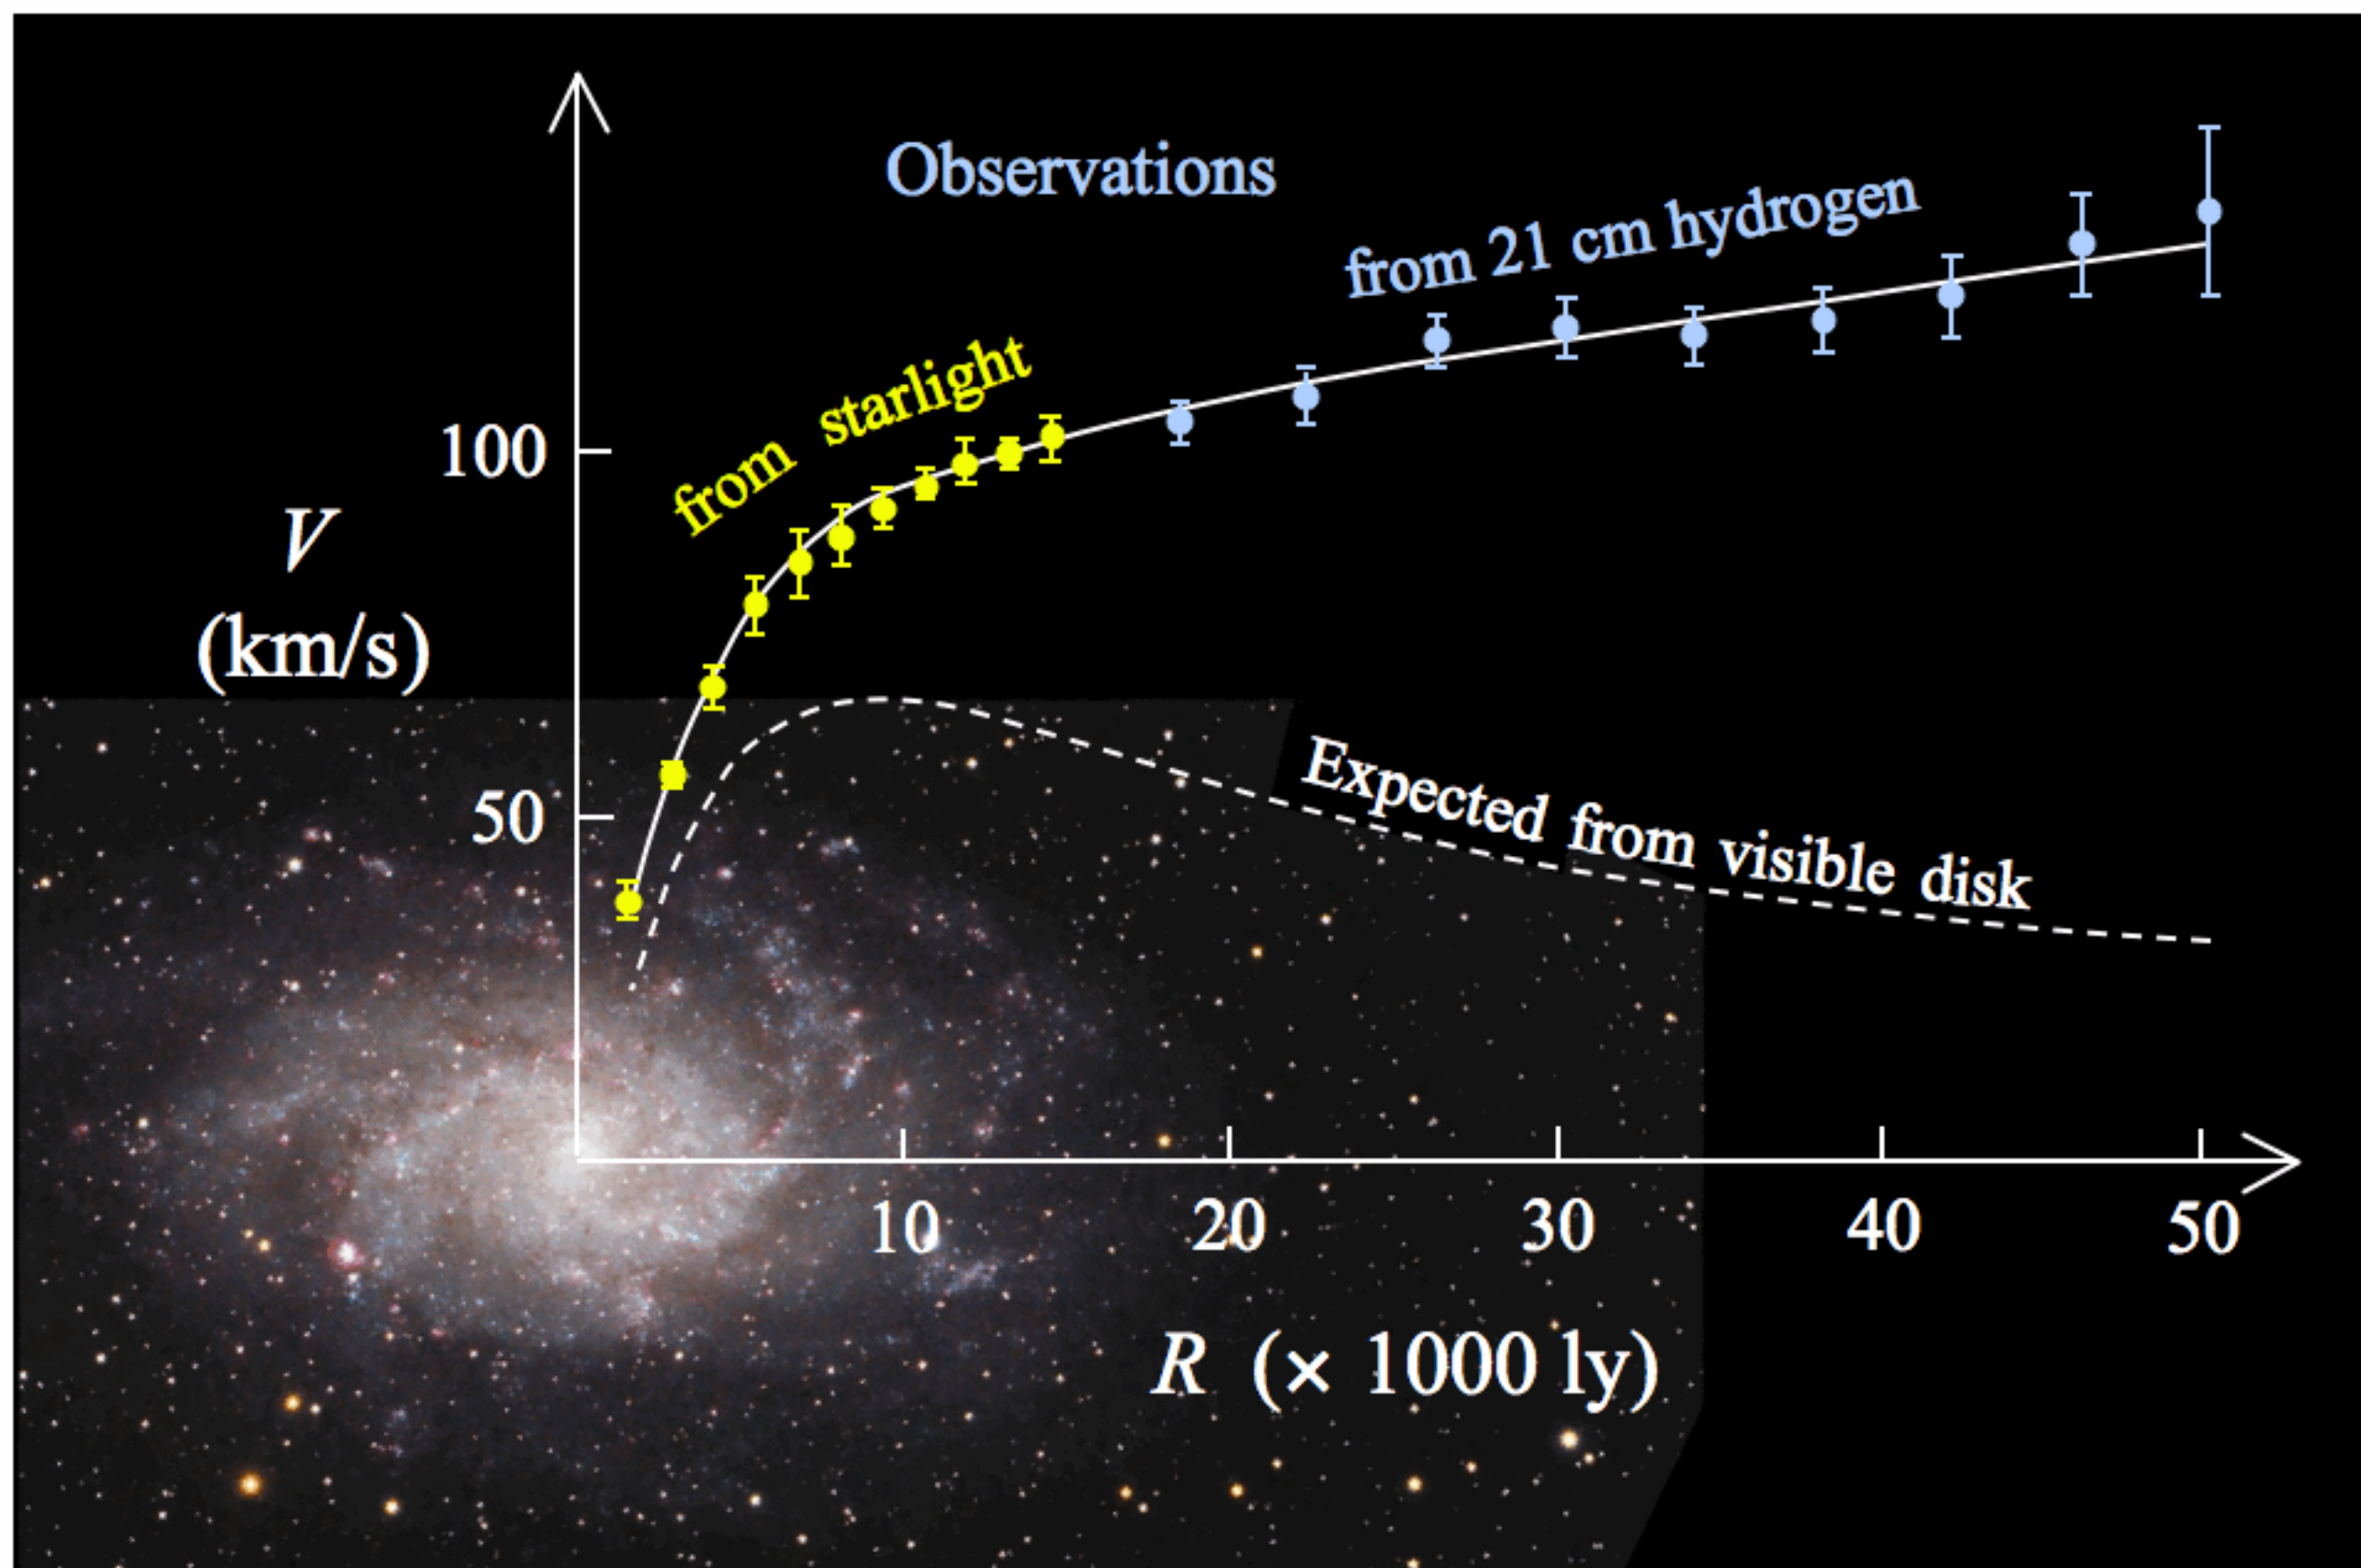 Observations
from 21 cm hydrogen
from starlight
100
V
(km/s)
50
Expected from visible disk
10 20 30 40 50
R (× 1000 ly)